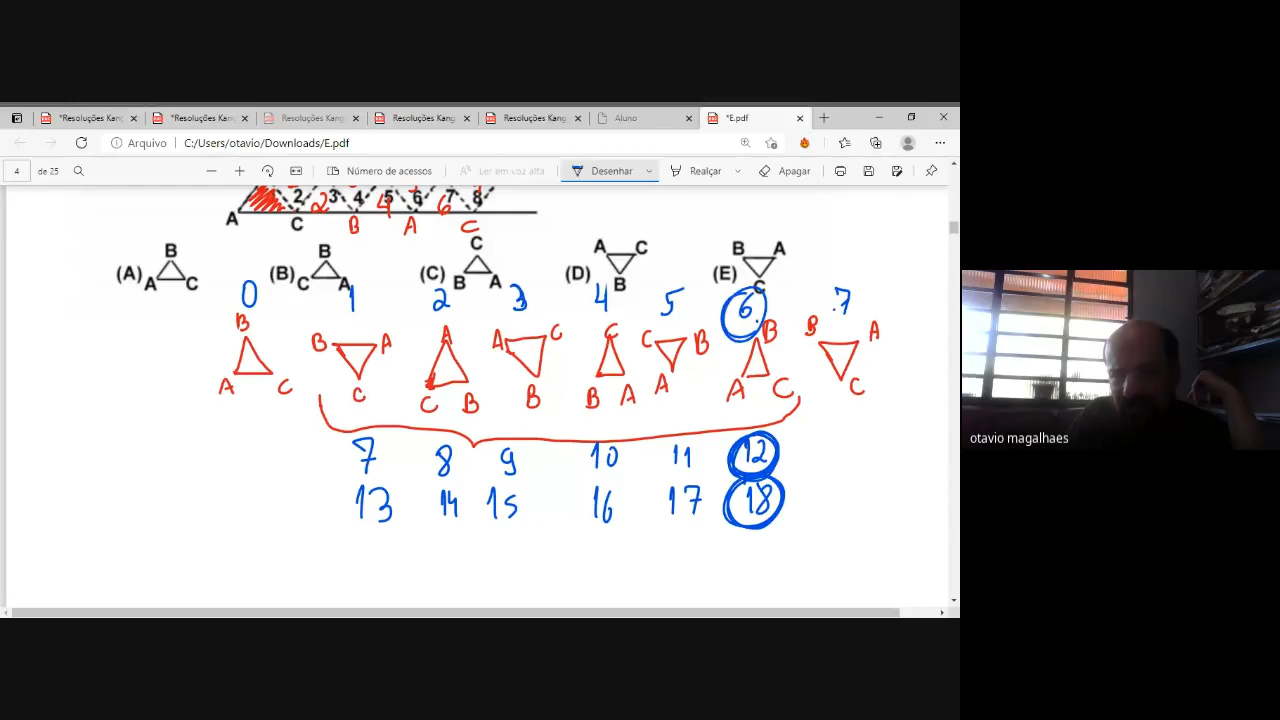 *Resoluções Kang
*Resoluções Kang
Resoluções Kang
Resoluções Kang
Resoluções Kang
Aluno
*E.pdf
Arquivo C:/Users/otavio/Downloads/E.pdf
4 de 25
Número de acessos
Ler em voz alta
Desenhar
Realçar
Apagar
2 2 3 4 4 5 6 6 7 8
A C B A C
(A) B A C
(B) B C A
(C) C B A
(D) A C B
(E) B A C
0 1 2 3 4 5 6 7
B A C
B A C
A C B
A C B
C B A
C B A
B A C
B A C
7 8 9 10 11 12
13 14 15 16 17 18
otavio magalhaes